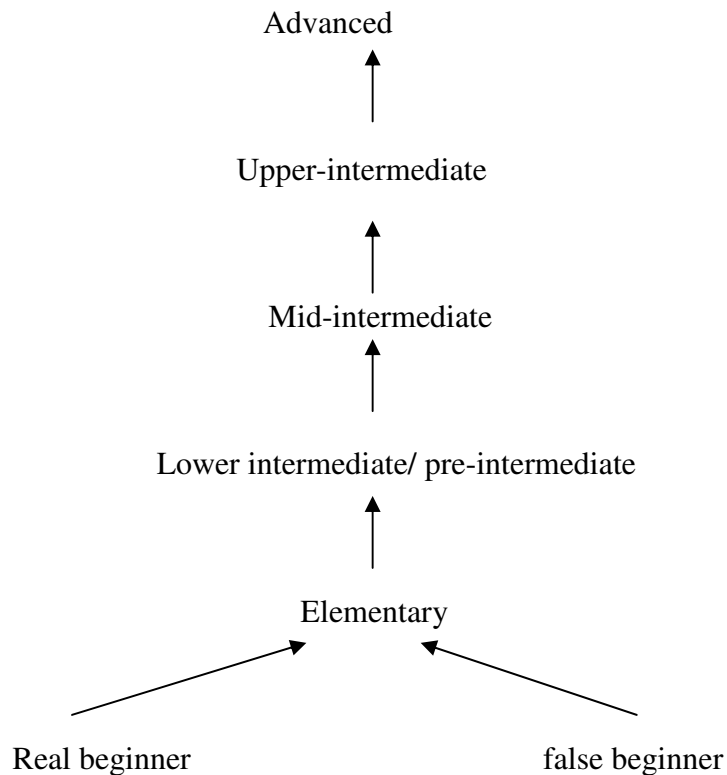 Advanced
Upper-intermediate
Mid-intermediate
Lower intermediate/ pre-intermediate
Elementary
Real beginner
false beginner